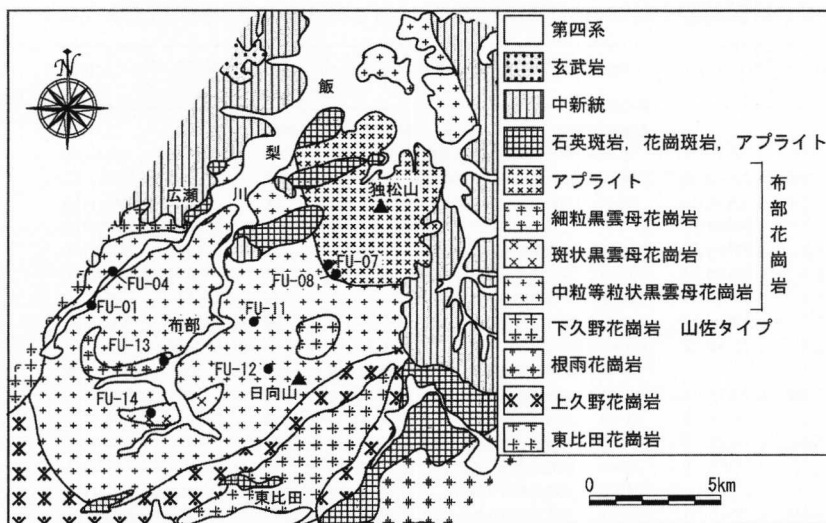 N
飯
梨
川
広瀬
独松山
FU-07
FU-08
FU-04
FU-01
FU-11
布部
FU-13
FU-12
日向山
FU-14
東比田
第四系
玄武岩
中新統
石英斑岩, 花崗斑岩, アプライト
アプライト
細粒黒雲母花崗岩
斑状黒雲母花崗岩
中粒等粒状黒雲母花崗岩
布部花崗岩
下久野花崗岩 山佐タイプ
根雨花崗岩
上久野花崗岩
東比田花崗岩
0 5km